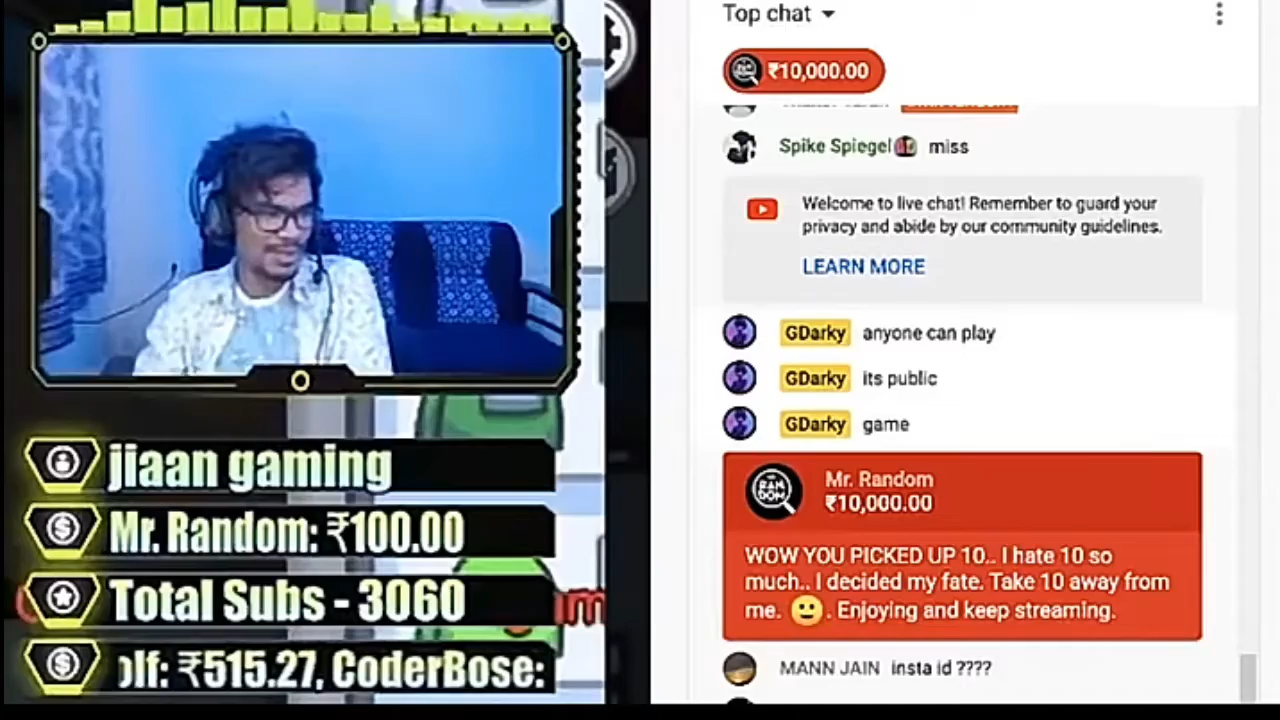 jiaan gaming
Mr. Random: ₹100.00
Total Subs - 3060
olf: ₹515.27, CoderBose:
Top chat
₹10,000.00
Spike Spiegel miss
Welcome to live chat! Remember to guard your
privacy and abide by our community guidelines.
LEARN MORE
GDarky anyone can play
GDarky its public
GDarky game
RAN
DOM
Mr. Random
₹10,000.00
WOW YOU PICKED UP 10.. I hate 10 so
much.. I decided my fate. Take 10 away from
me. 🙂. Enjoying and keep streaming.
MANN JAIN insta id ????